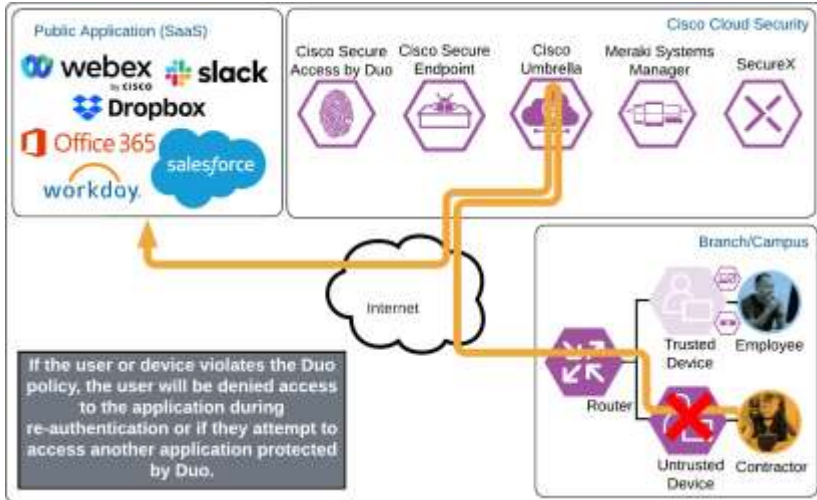 Public Application (SaaS)
webex
by CISCO
slack
Dropbox
Office 365
salesforce
workday.
Cisco Cloud Security
Cisco Secure
Access by Duo
Cisco Secure
Endpoint
Cisco
Umbrella
Meraki Systems
Manager
SecureX
Internet
Branch/Campus
Trusted
Device
Employee
Router
Untrusted
Device
Contractor
If the user or device violates the Duo
policy, the user will be denied access
to the application during
re-authentication or if they attempt to
access another application protected
by Duo.